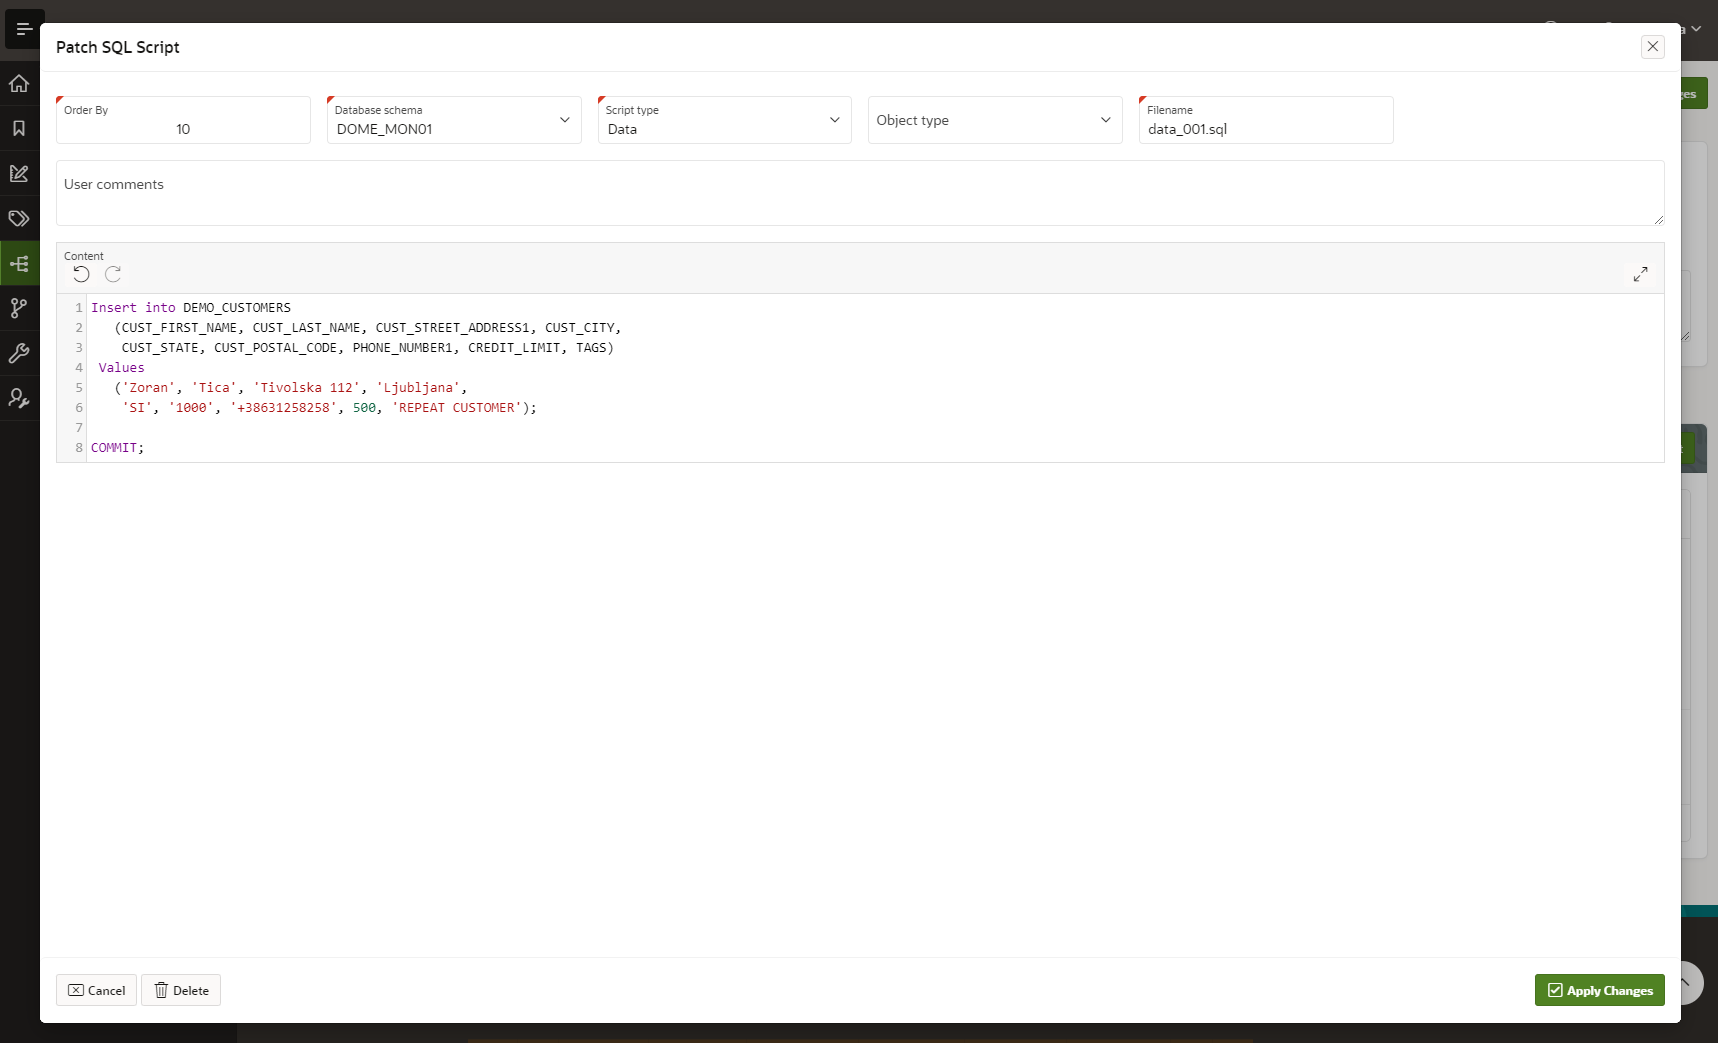 Patch SQL Script
Order By
10
Database schema
DOME_MON01
Script type
Data
Object type
Filename
data_001.sql
User comments
Content
1 Insert into DEMO_CUSTOMERS
2 (CUST_FIRST_NAME, CUST_LAST_NAME, CUST_STREET_ADDRESS1, CUST_CITY,
3 CUST_STATE, CUST_POSTAL_CODE, PHONE_NUMBER1, CREDIT_LIMIT, TAGS)
4 Values
5 ('Zoran', 'Tica', 'Tivolska 112', 'Ljubljana',
6 'SI', '1000', '+38631258258', 500, 'REPEAT CUSTOMER');
7
8 COMMIT;
Cancel
Delete
Apply Changes